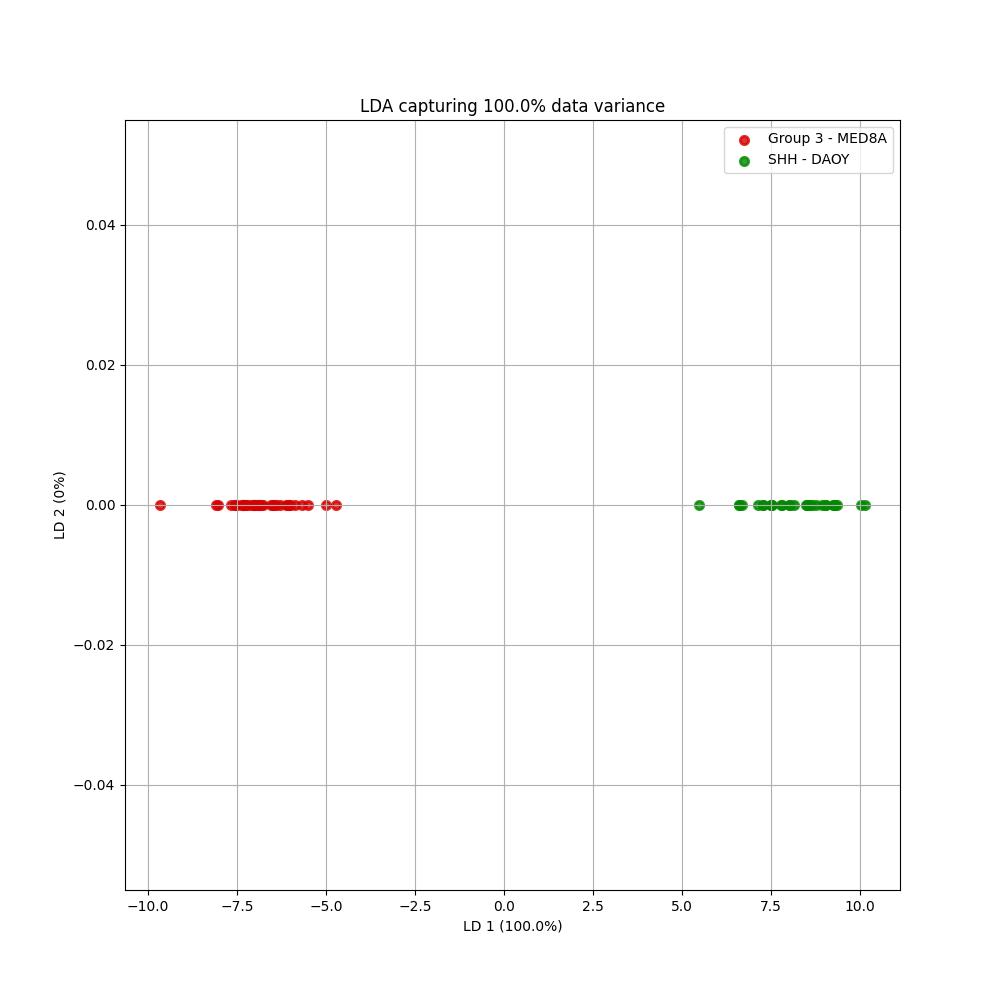 LDA capturing 100.0% data variance
Group 3 - MED8A
SHH - DAOY
0.04
0.02
0.00
−0.02
−0.04
LD 2 (0%)
−10.0 −7.5 −5.0 −2.5 0.0 2.5 5.0 7.5 10.0
LD 1 (100.0%)